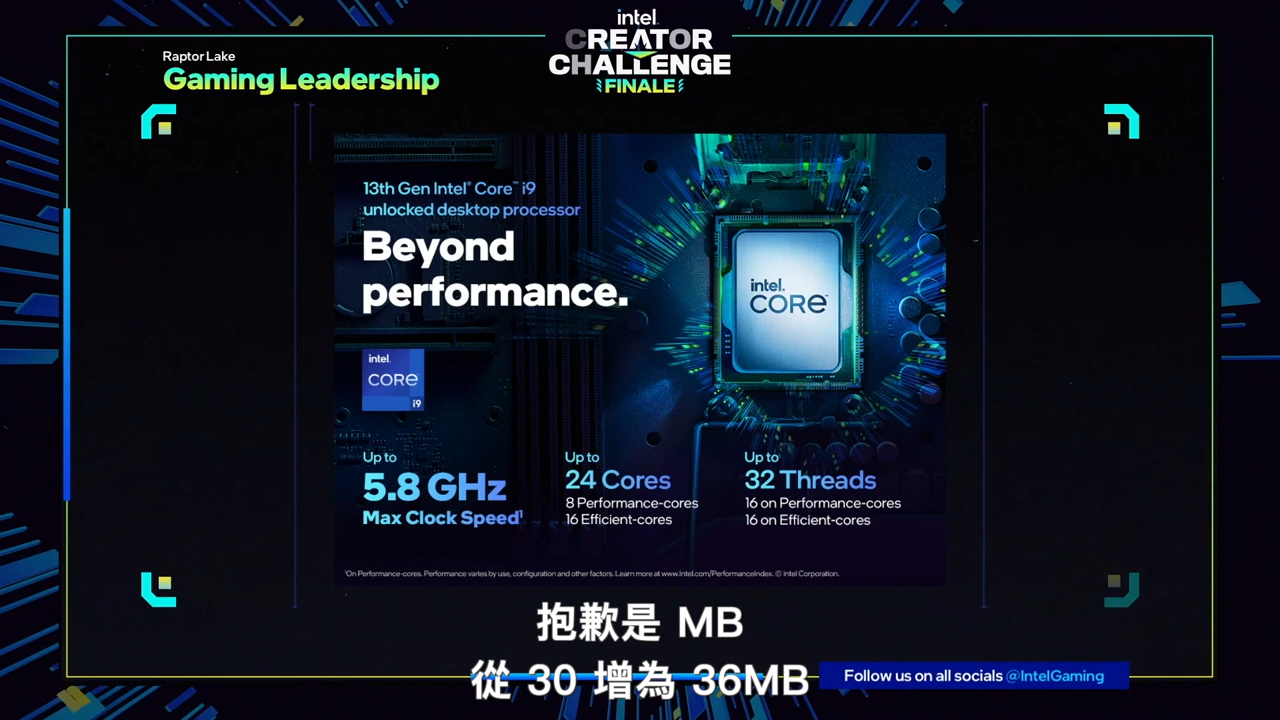 intel.
CREATOR
CHALLENGE
FINALE
Raptor Lake
Gaming Leadership
13th Gen Intel® Core™ i9
unlocked desktop processor
Beyond
performance.
intel.
CORE™
intel.
CORE
i9
Up to
5.8 GHz
Max Clock Speed¹
Up to
24 Cores
8 Performance-cores
16 Efficient-cores
Up to
32 Threads
16 on Performance-cores
16 on Efficient-cores
¹On Performance-cores. Performance varies by use, configuration and other factors. Learn more at www.Intel.com/PerformanceIndex. © Intel Corporation.
抱歉是 MB
從 30 增為 36MB
Follow us on all socials @IntelGaming